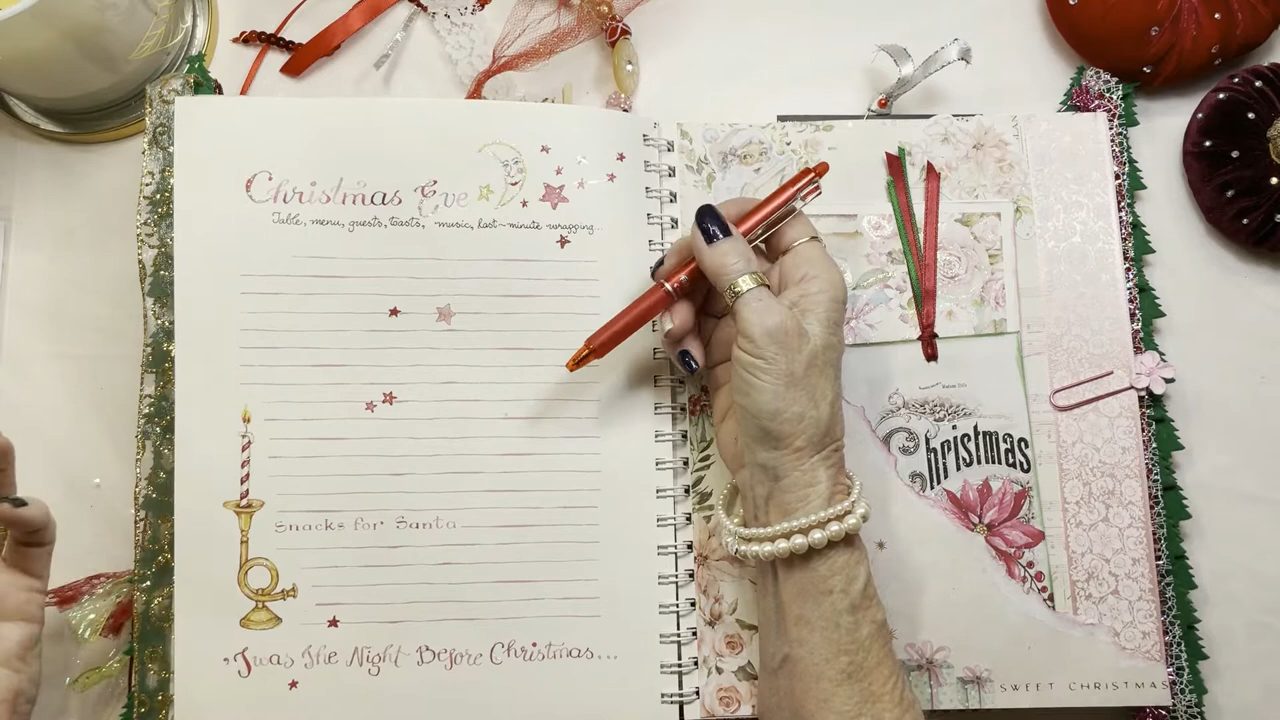 Christmas Eve
Table, menu, guests, toasts, music, last~minute wrapping...
Snacks for Santa
'Twas The Night Before Christmas...
Christmas
SWEET CHRISTMAS